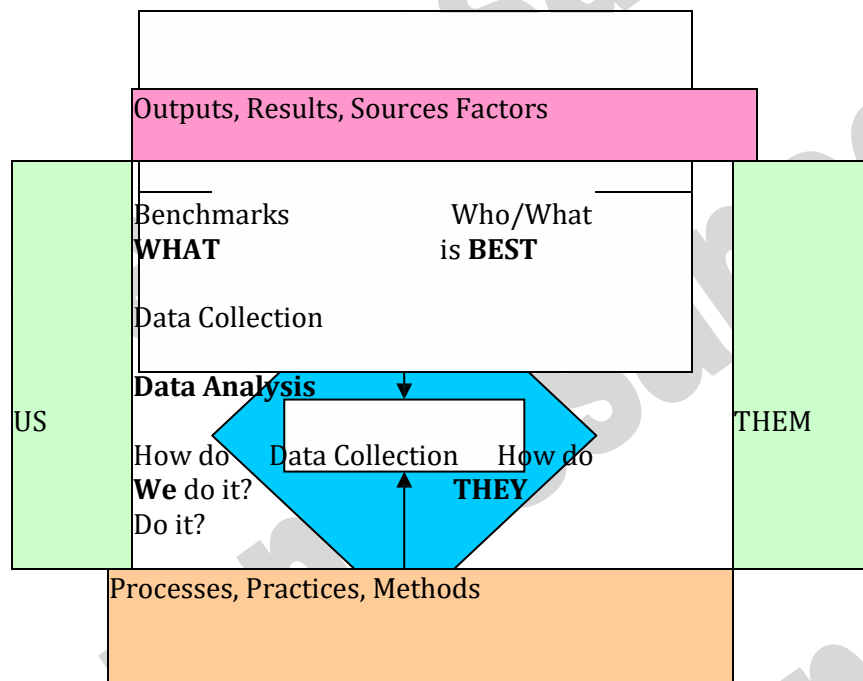 Outputs, Results, Sources Factors
Benchmarks Who/What
WHAT is BEST
Data Collection
Data Analysis
US
THEM
How do Data Collection How do
We do it? THEY
Do it?
Processes, Practices, Methods